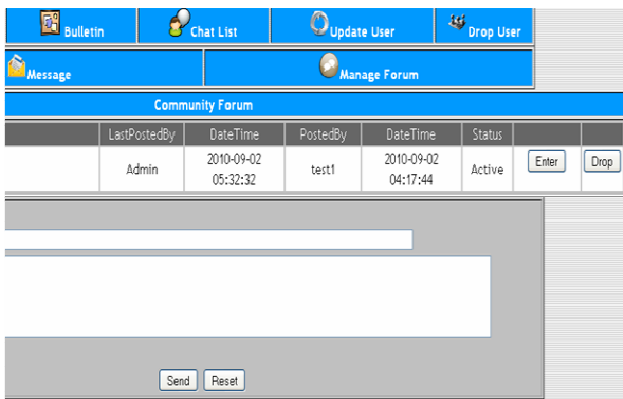 Bulletin Chat List Update User Drop User
Message Manage Forum
Community Forum
LastPostedBy DateTime PostedBy DateTime Status
Admin 2010-09-02 05:32:32 test1 2010-09-02 04:17:44 Active Enter Drop
Send Reset